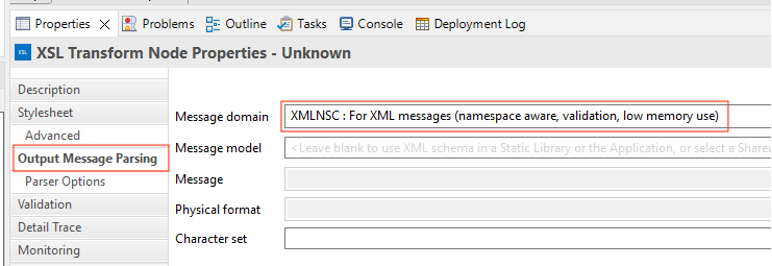 Properties Problems Outline Tasks Console Deployment Log
XSL XSL Transform Node Properties - Unknown
Description
Stylesheet
Advanced
Output Message Parsing
Parser Options
Validation
Detail Trace
Monitoring
Message domain XMLNSC : For XML messages (namespace aware, validation, low memory use)
Message model <Leave blank to use XML schema in a Static Library or the Application, or select a Share
Message
Physical format
Character set